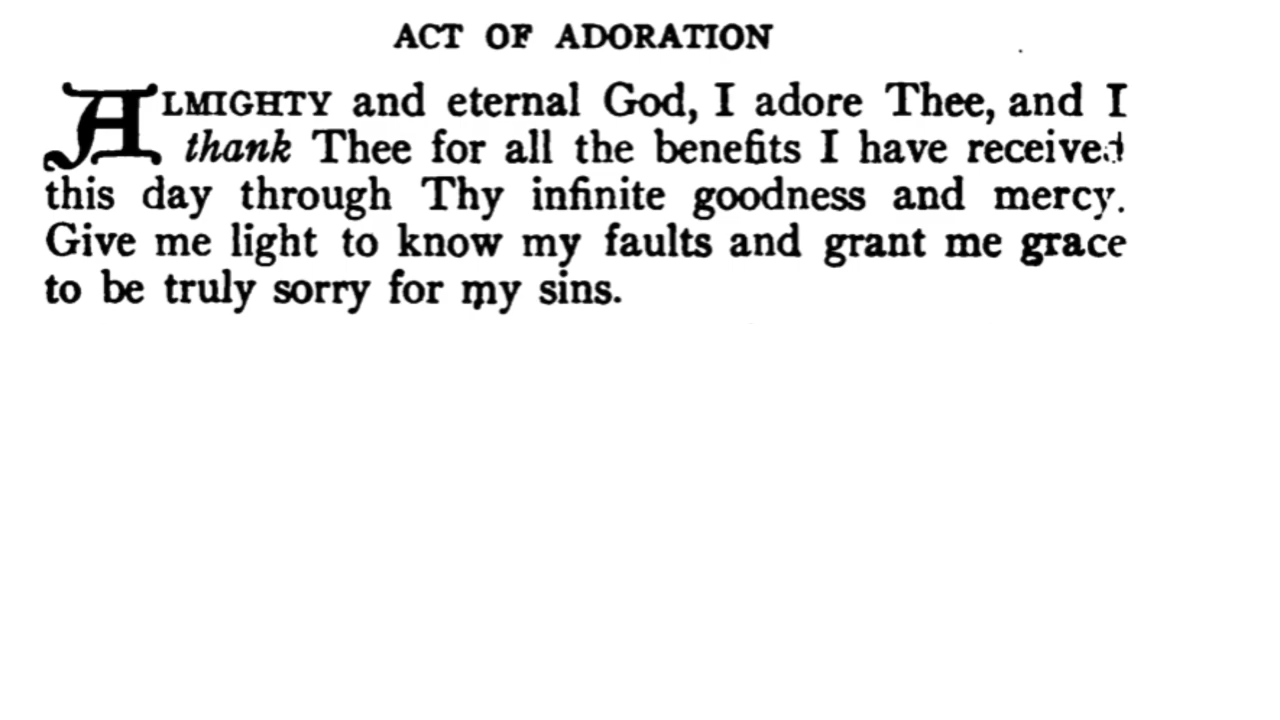 ACT OF ADORATION
ALMIGHTY and eternal God, I adore Thee, and I
thank Thee for all the benefits I have received
this day through Thy infinite goodness and mercy.
Give me light to know my faults and grant me grace
to be truly sorry for my sins.